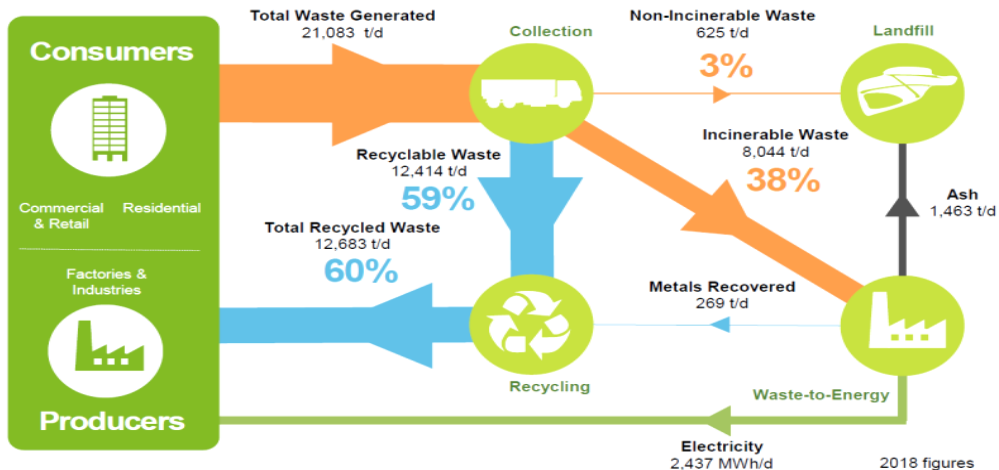 Consumers
Commercial
& Retail
Residential
Factories &
Industries
Producers
Total Waste Generated
21,083 t/d
Collection
Non-Incinerable Waste
625 t/d
3%
Landfill
Incinerable Waste
8,044 t/d
38%
Recyclable Waste
12,414 t/d
59%
Total Recycled Waste
12,683 t/d
60%
Ash
1,463 t/d
Metals Recovered
269 t/d
Recycling
Waste-to-Energy
Electricity
2,437 MWh/d
2018 figures